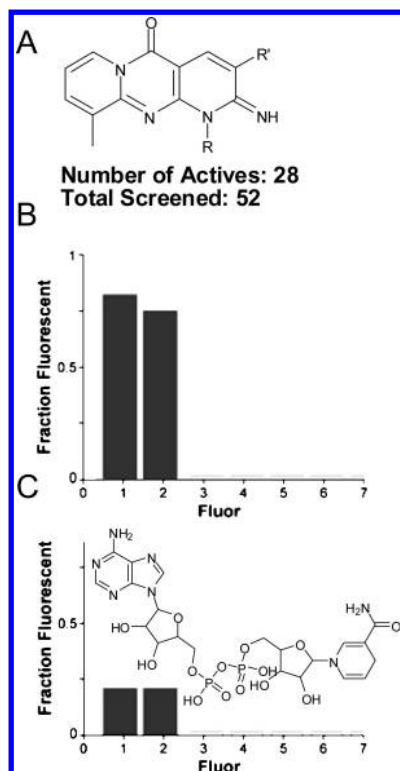 A
O
N
R'
N
N
NH
R
Number of Actives: 28
Total Screened: 52
B
Fraction Fluorescent
1
0.5
0
0 1 2 3 4 5 6 7
Fluor
C
Fraction Fluorescent
0.5
0
NH2
N
N
N
N
O
HO
HO
O
P
HO
O
O
P
OH
O
O
O
HO
OH
N
H2N
O
0 1 2 3 4 5 6 7
Fluor